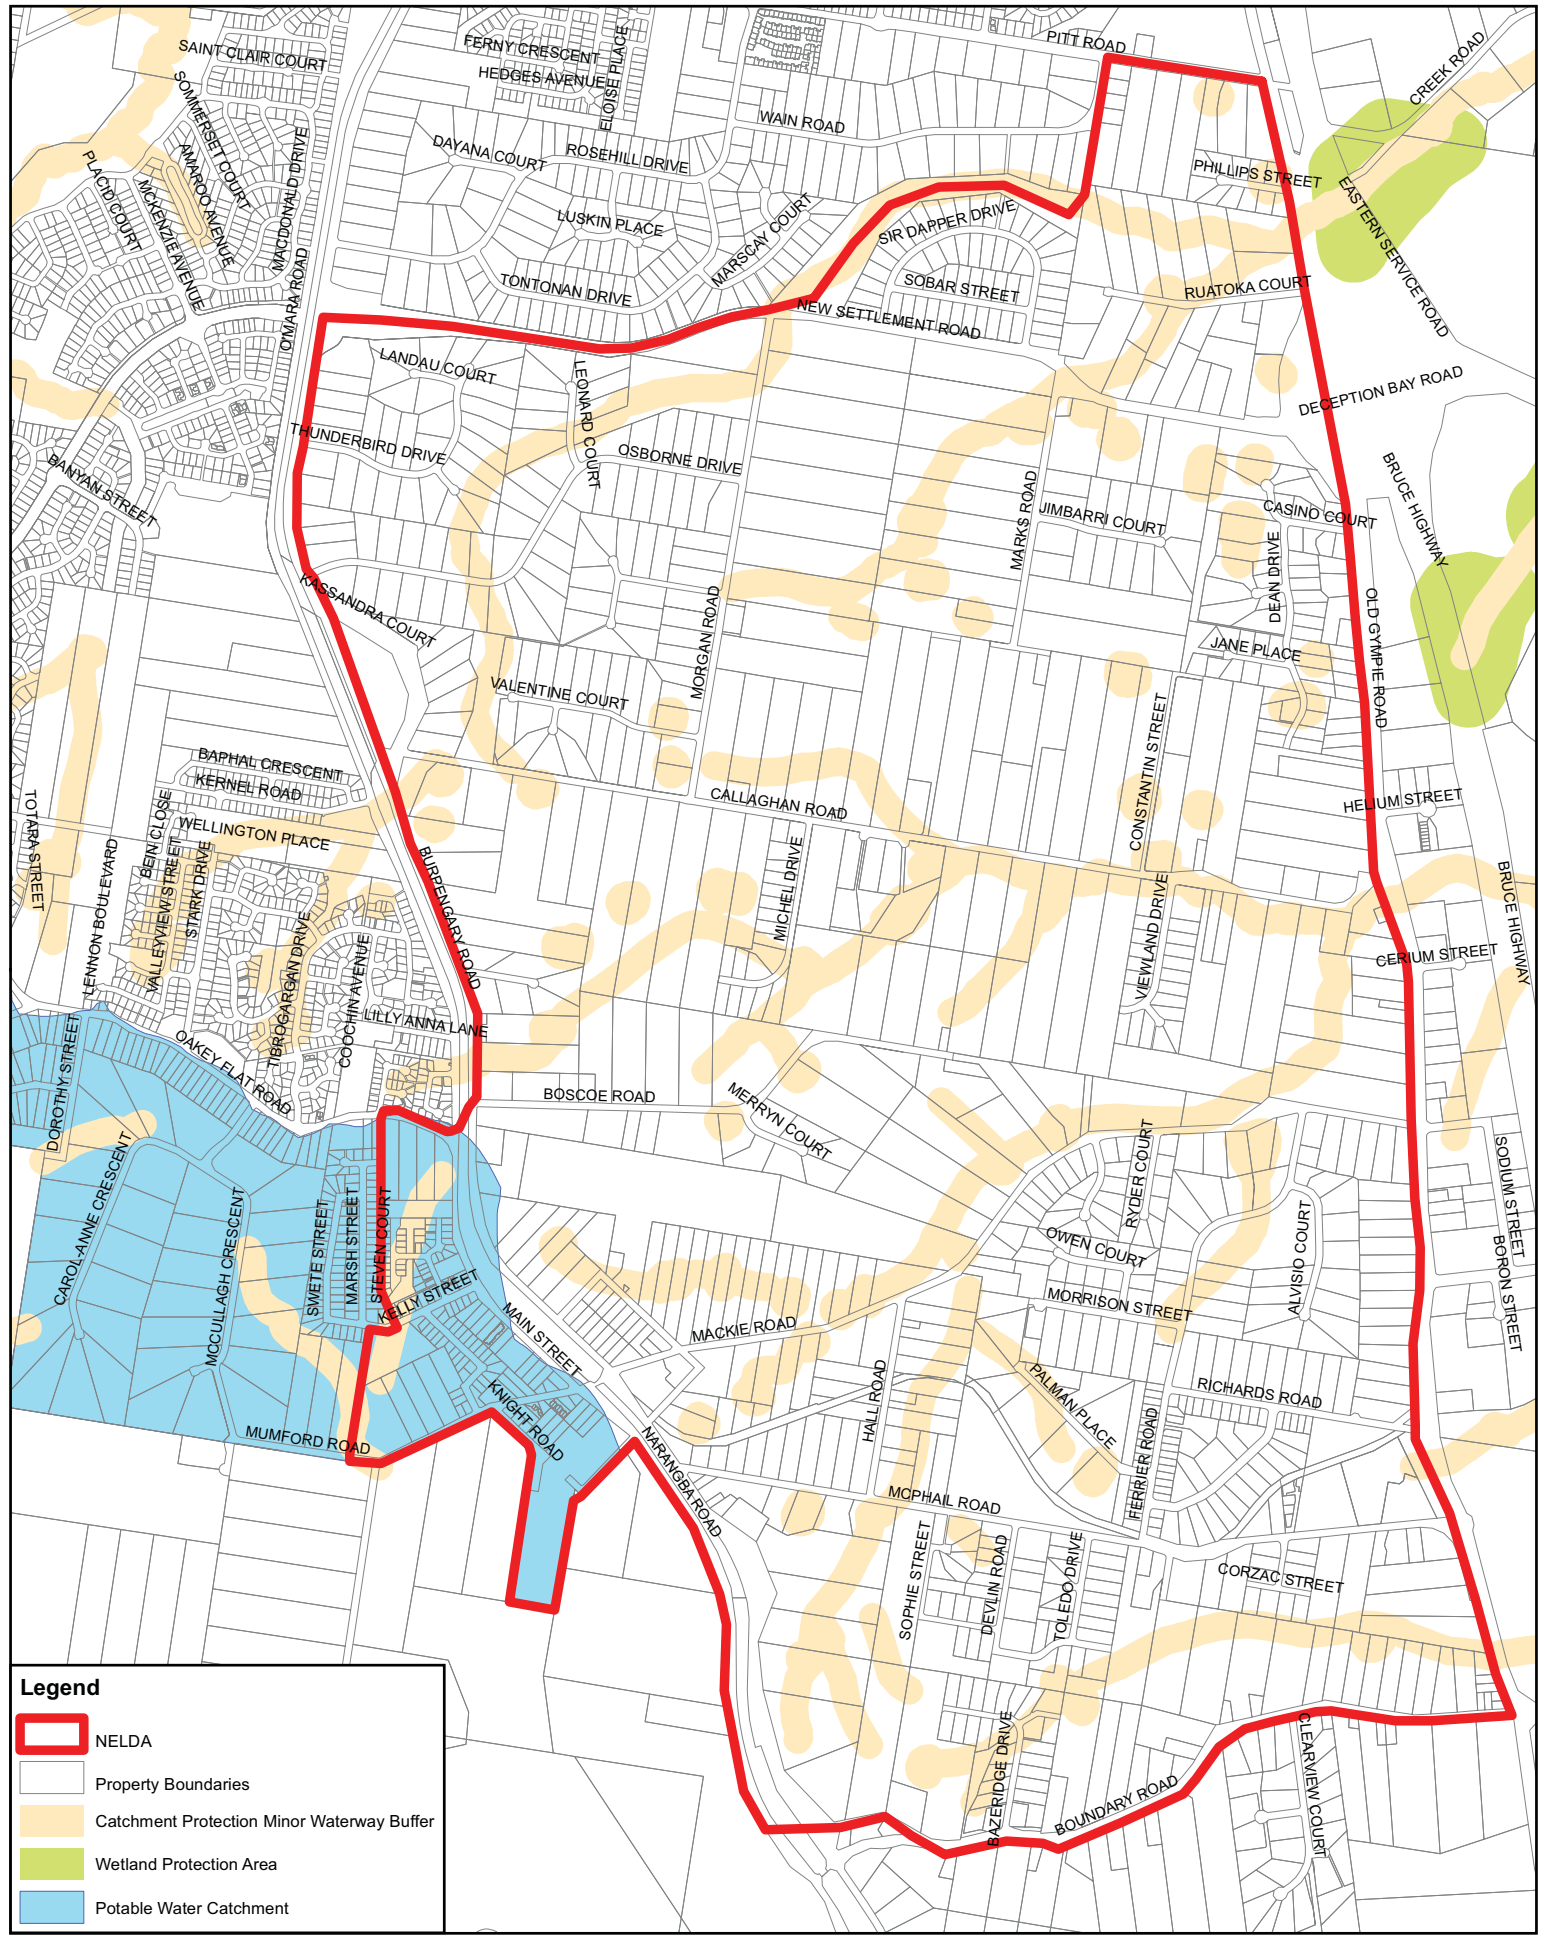 PITT ROAD
CREEK ROAD
SAINT CLAIR COURT
FERNY CRESCENT
HEDGES AVENUE
ELOISE PLACE
SOMMERSET COURT
WAIN ROAD
DAYANA COURT
ROSEHILL DRIVE
PHILLIPS STREET
EASTERN SERVICE ROAD
PLACID COURT
MCKENZIE AVENUE
AMAROO AVENUE
MACDONALD DRIVE
O'MARA ROAD
LUSKIN PLACE
MARSCAY COURT
SIR DAPPER DRIVE
TONTONAN DRIVE
SOBAR STREET
RUATOKA COURT
NEW SETTLEMENT ROAD
LANDAU COURT
LEONARD COURT
DECEPTION BAY ROAD
THUNDERBIRD DRIVE
OSBORNE DRIVE
BANYAN STREET
BRUCE HIGHWAY
MARKS ROAD
JIMBARRI COURT
CASINO COURT
DEAN DRIVE
KASSANDRA COURT
MORGAN ROAD
OLD GYMPIE ROAD
JANE PLACE
VALENTINE COURT
CONSTANTIN STREET
BAPHAL CRESCENT
KERNEL ROAD
TOTARA STREET
BEIN CLOSE
WELLINGTON PLACE
CALLAGHAN ROAD
HELIUM STREET
LENNON BOULEVARD
VALLEYVIEW STREET
STARK DRIVE
BURPENGARY ROAD
MICHEL DRIVE
VIEWLAND DRIVE
BRUCE HIGHWAY
CERIUM STREET
TIBROGARGAN DRIVE
COOCHIN AVENUE
LILLY ANNA LANE
OAKEY FLAT ROAD
DOROTHY STREET
BOSCOE ROAD
MERRYN COURT
CAROL-ANNE CRESCENT
MCCULLAGH CRESCENT
SWETE STREET
MARSH STREET
STEVEN COURT
KELLY STREET
RYDER COURT
OWEN COURT
ALVISIO COURT
SODIUM STREET
BORON STREET
MORRISON STREET
MAIN STREET
MACKIE ROAD
HALL ROAD
PALMAN PLACE
RICHARDS ROAD
KNIGHT ROAD
MUMFORD ROAD
NARANGBA ROAD
FERRIER ROAD
MCPHAIL ROAD
SOPHIE STREET
DEVLIN ROAD
TOLEDO DRIVE
CORZAC STREET
BAZERIDGE DRIVE
BOUNDARY ROAD
CLEARVIEW COURT
Legend
NELDA
Property Boundaries
Catchment Protection Minor Waterway Buffer
Wetland Protection Area
Potable Water Catchment